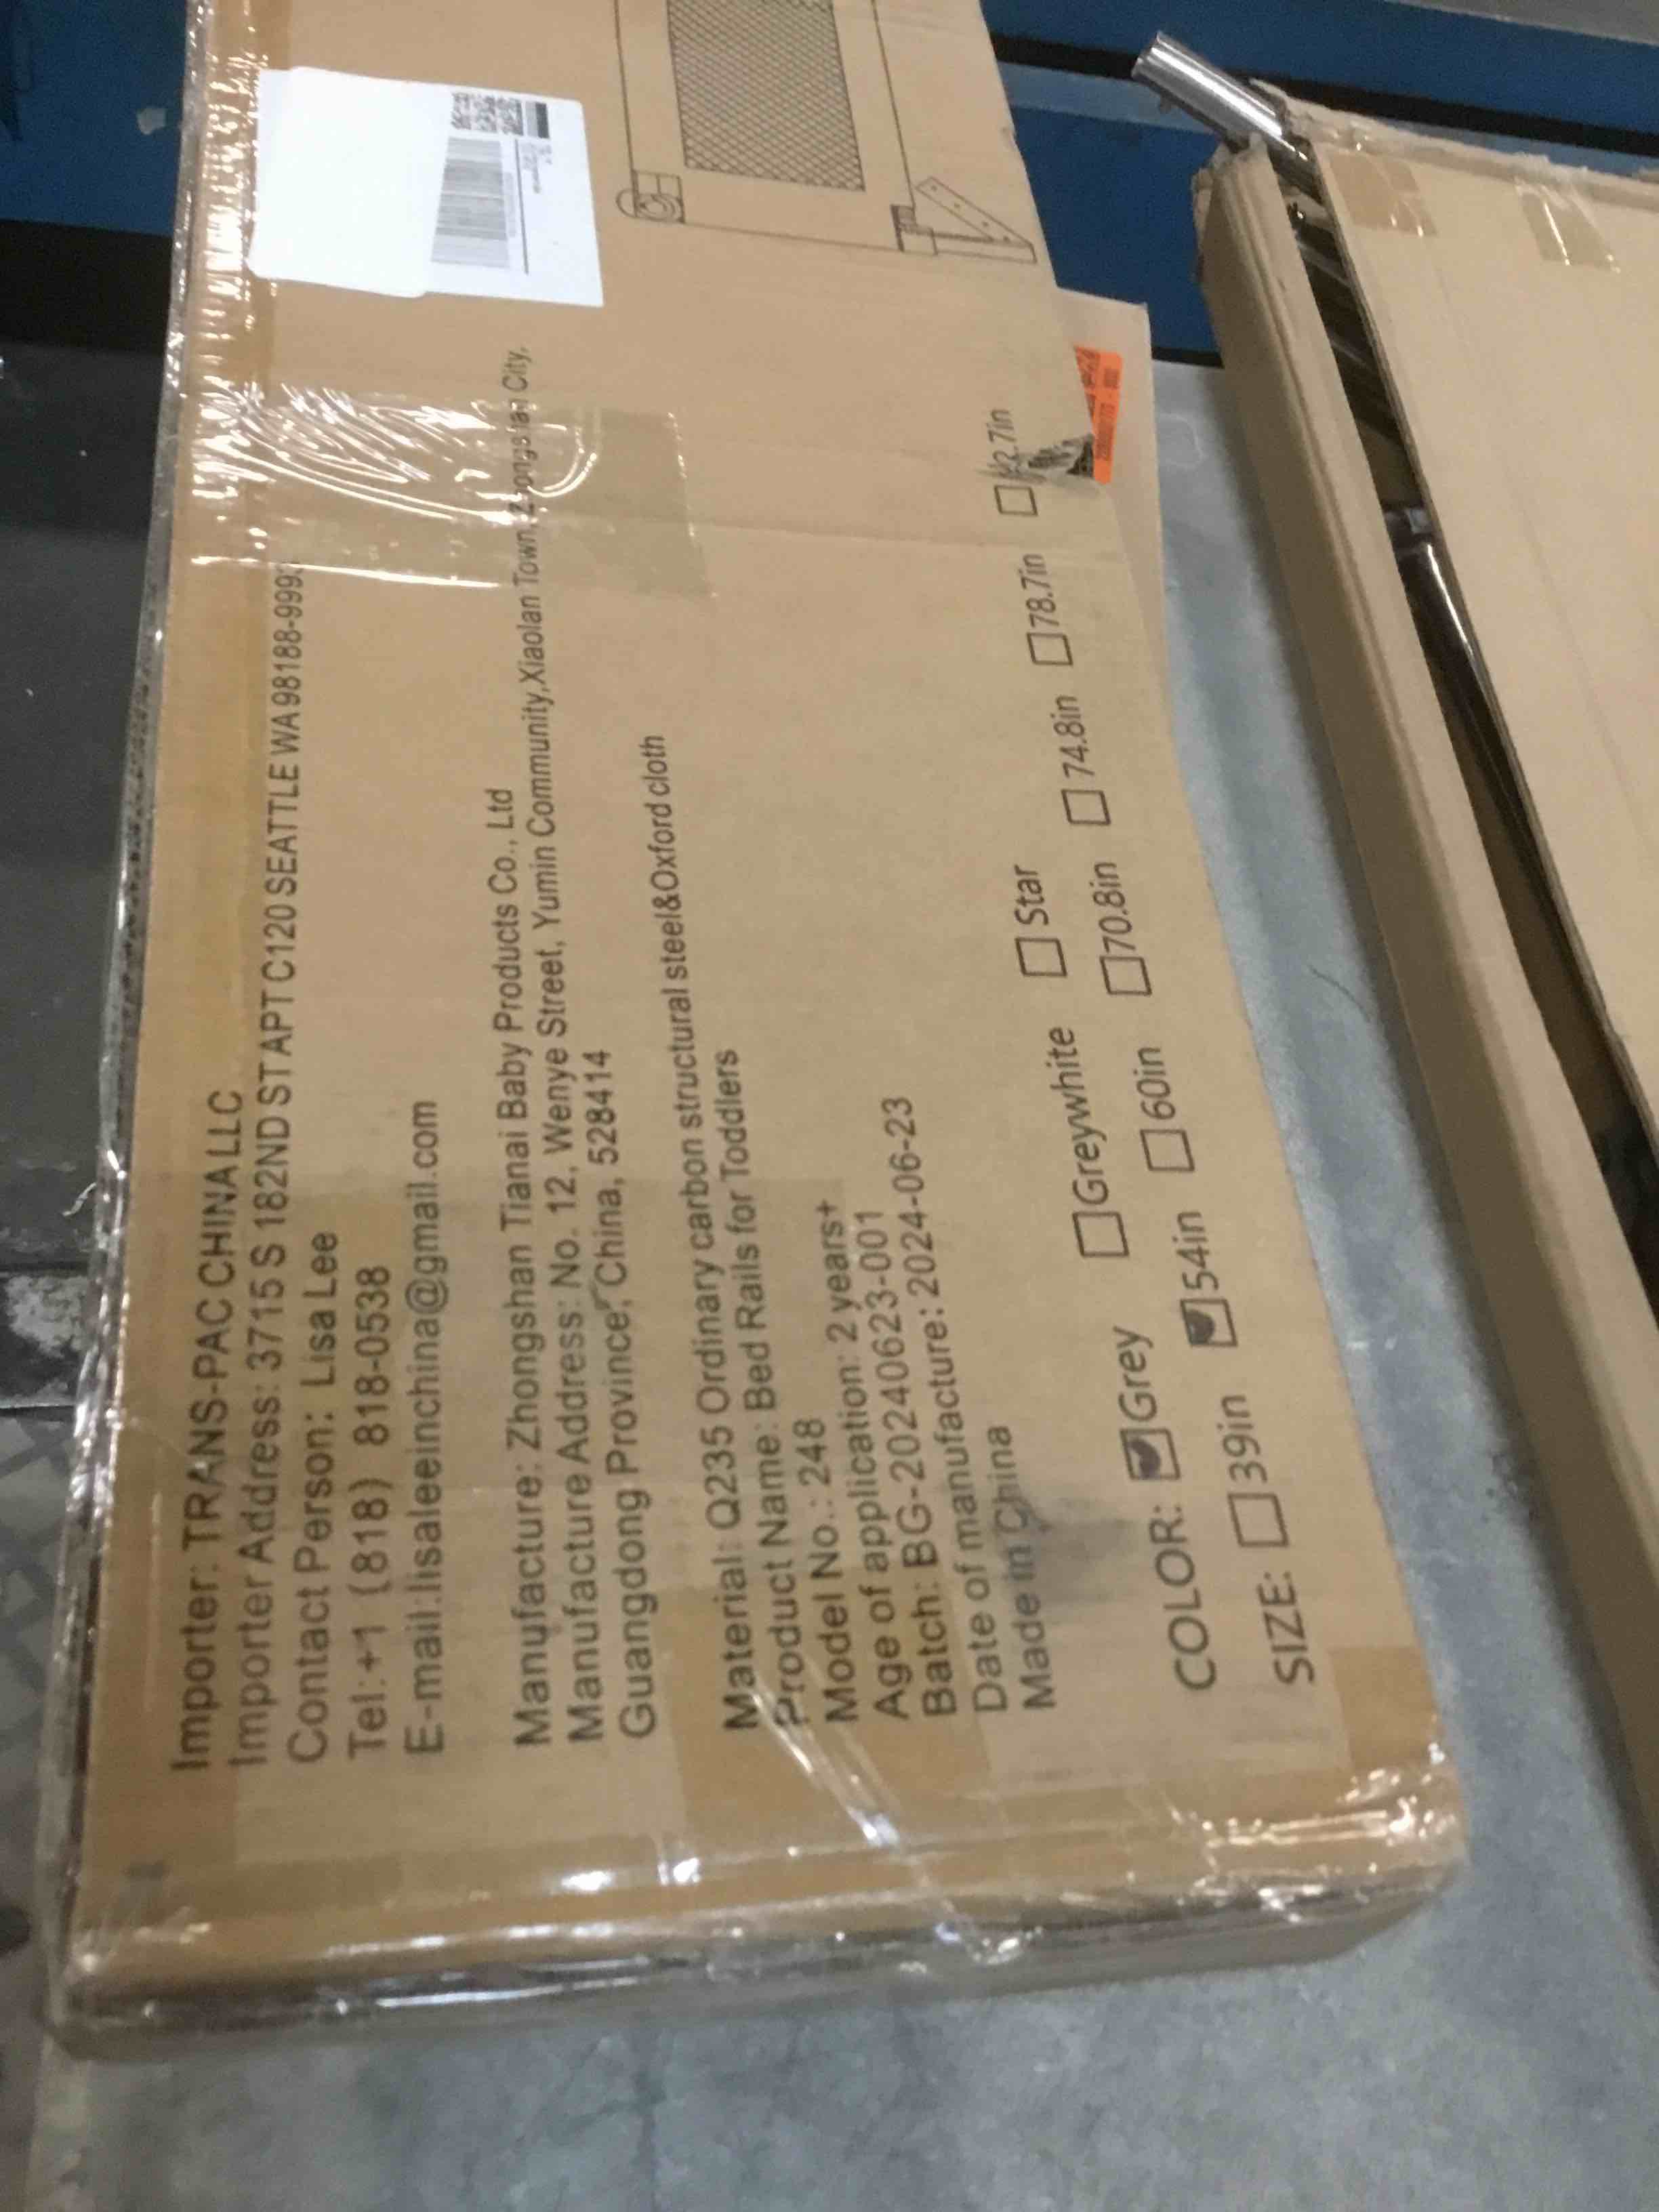 Importer: TRANS-PAC CHINA LLC
Importer Address: 3715 S 182ND ST APT C120 SEATTLE WA 98188-999
Contact Person: Lisa Lee
Tel:+1 (818) 818-0538
E-mail:lisaleeinchina@gmail.com
Manufacture: Zhongshan Tianai Baby Products Co., Ltd
Manufacture Address: No. 12, Wenye Street, Yumin Community,Xiaolan Town, Zhongshan City,
Guangdong Province, China, 528414
Material: Q235 Ordinary carbon structural steel&Oxford cloth
Product Name: Bed Rails for Toddlers
Model No.: 248
Age of application: 2 years+
Batch: BG-20240623-001
Date of manufacture: 2024-06-23
Made in China
COLOR: Grey Greywhite Star
SIZE: 39in 54in 60in 70.8in 74.8in 78.7in 2.7in